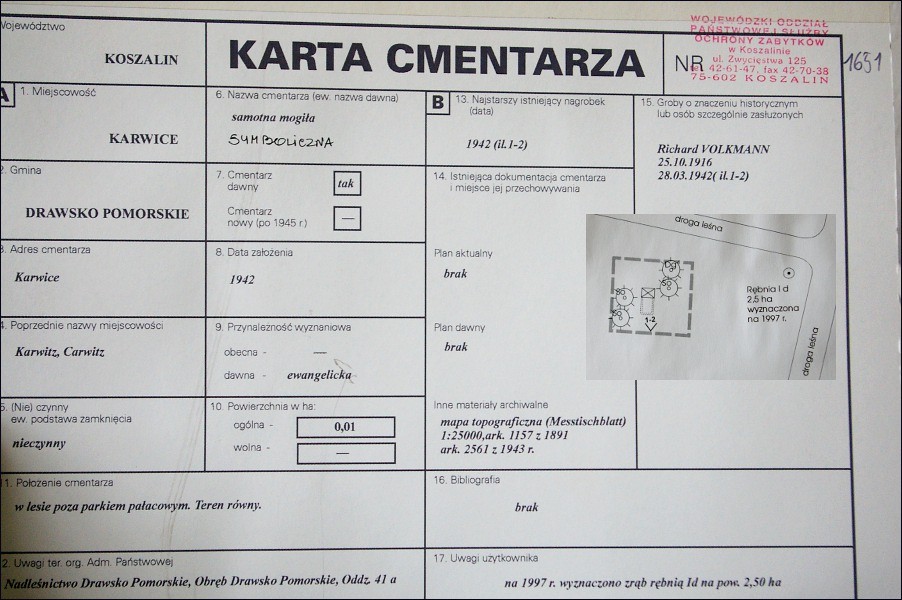 Województwo
KOSZALIN
KARTA CMENTARZA
NR
1651
WOJEWÓDZKI ODDZIAŁ
PAŃSTWOWEJ SŁUŻBY
OCHRONY ZABYTKÓW
w Koszalinie
ul. Zwycięstwa 125
tel. 42-61-47, fax 42-70-38
75-602 KOSZALIN
A
1. Miejscowość
KARWICE
2. Gmina
DRAWSKO POMORSKIE
3. Adres cmentarza
Karwice
4. Poprzednie nazwy miejscowości
Karwitz, Carwitz
5. (Nie) czynny
ew. podstawa zamknięcia
nieczynny
6. Nazwa cmentarza (ew. nazwa dawna)
samotna mogiła
SYMBOLICZNA
7. Cmentarz
dawny
tak
Cmentarz
nowy (po 1945 r.)
—
8. Data założenia
1942
9. Przynależność wyznaniowa
obecna - —
dawna - ewangelicka
10. Powierzchnia w ha:
ogólna - 0,01
wolna - —
11. Położenie cmentarza
w lesie poza parkiem pałacowym. Teren równy.
12. Uwagi ter. org. Adm. Państwowej
Nadleśnictwo Drawsko Pomorskie, Obręb Drawsko Pomorskie, Oddz. 41 a
B
13. Najstarszy istniejący nagrobek
(data)
1942 (il.1-2)
14. Istniejąca dokumentacja cmentarza
i miejsce jej przechowywania
Plan aktualny
brak
Plan dawny
brak
Inne materiały archiwalne
mapa topograficzna (Messtischblatt)
1:25000,ark. 1157 z 1891
ark. 2561 z 1943 r.
15. Groby o znaczeniu historycznym
lub osób szczególnie zasłużonych
Richard VOLKMANN
25.10.1916
28.03.1942( il.1-2)
droga leśna
Dg
So
So
So
1-2
Rębnia I d
2,5 ha
wyznaczona
na 1997 r.
droga leśna
16. Bibliografia
brak
17. Uwagi użytkownika
na 1997 r. wyznaczono zrąb rębnią Id na pow. 2,50 ha